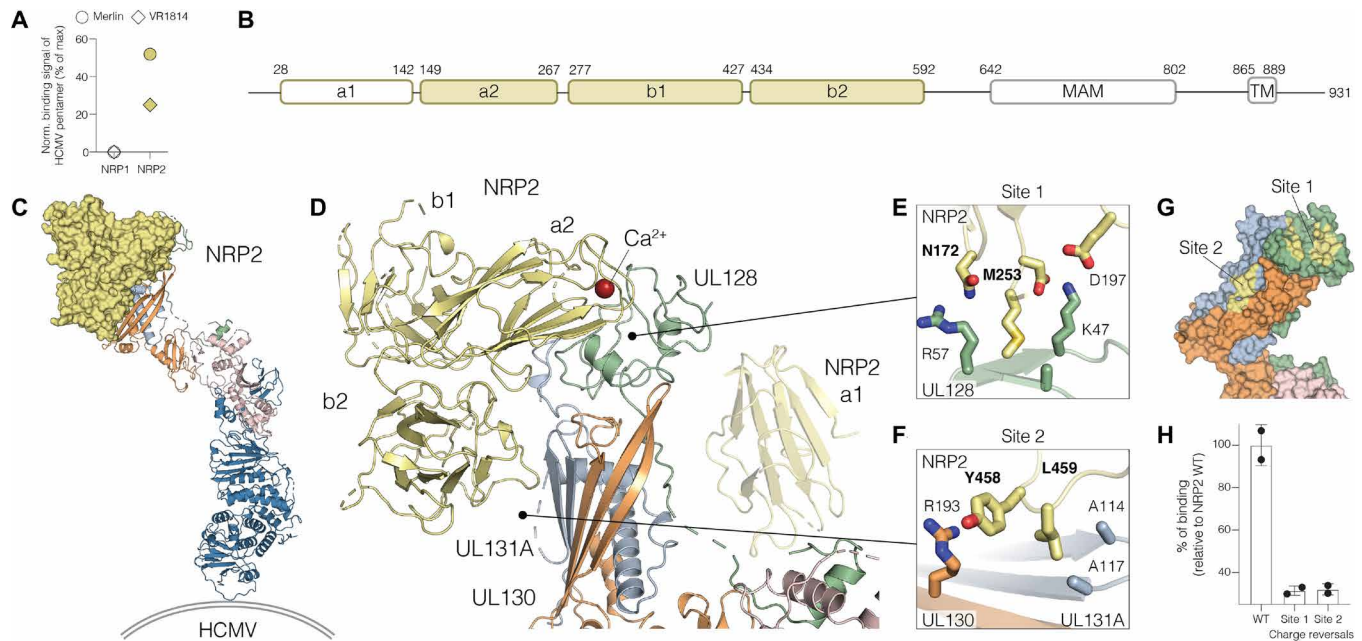 A
Merlin
VR1814
Norm. binding signal of
HCMV pentamer (% of max)
60
40
20
0
NRP1
NRP2
B
28
142
149
267
277
427
434
592
642
802
865
889
a1
a2
b1
b2
MAM
TM
931
C
NRP2
HCMV
D
NRP2
b1
a2
Ca2+
UL128
b2
NRP2
a1
UL131A
UL130
E
Site 1
NRP2
N172
M253
D197
K47
R57
UL128
F
Site 2
NRP2
Y458
L459
R193
A114
A117
UL130
UL131A
G
Site 1
Site 2
H
% of binding
(relative to NRP2 WT)
100
80
60
40
WT
Site 1
Site 2
Charge reversals